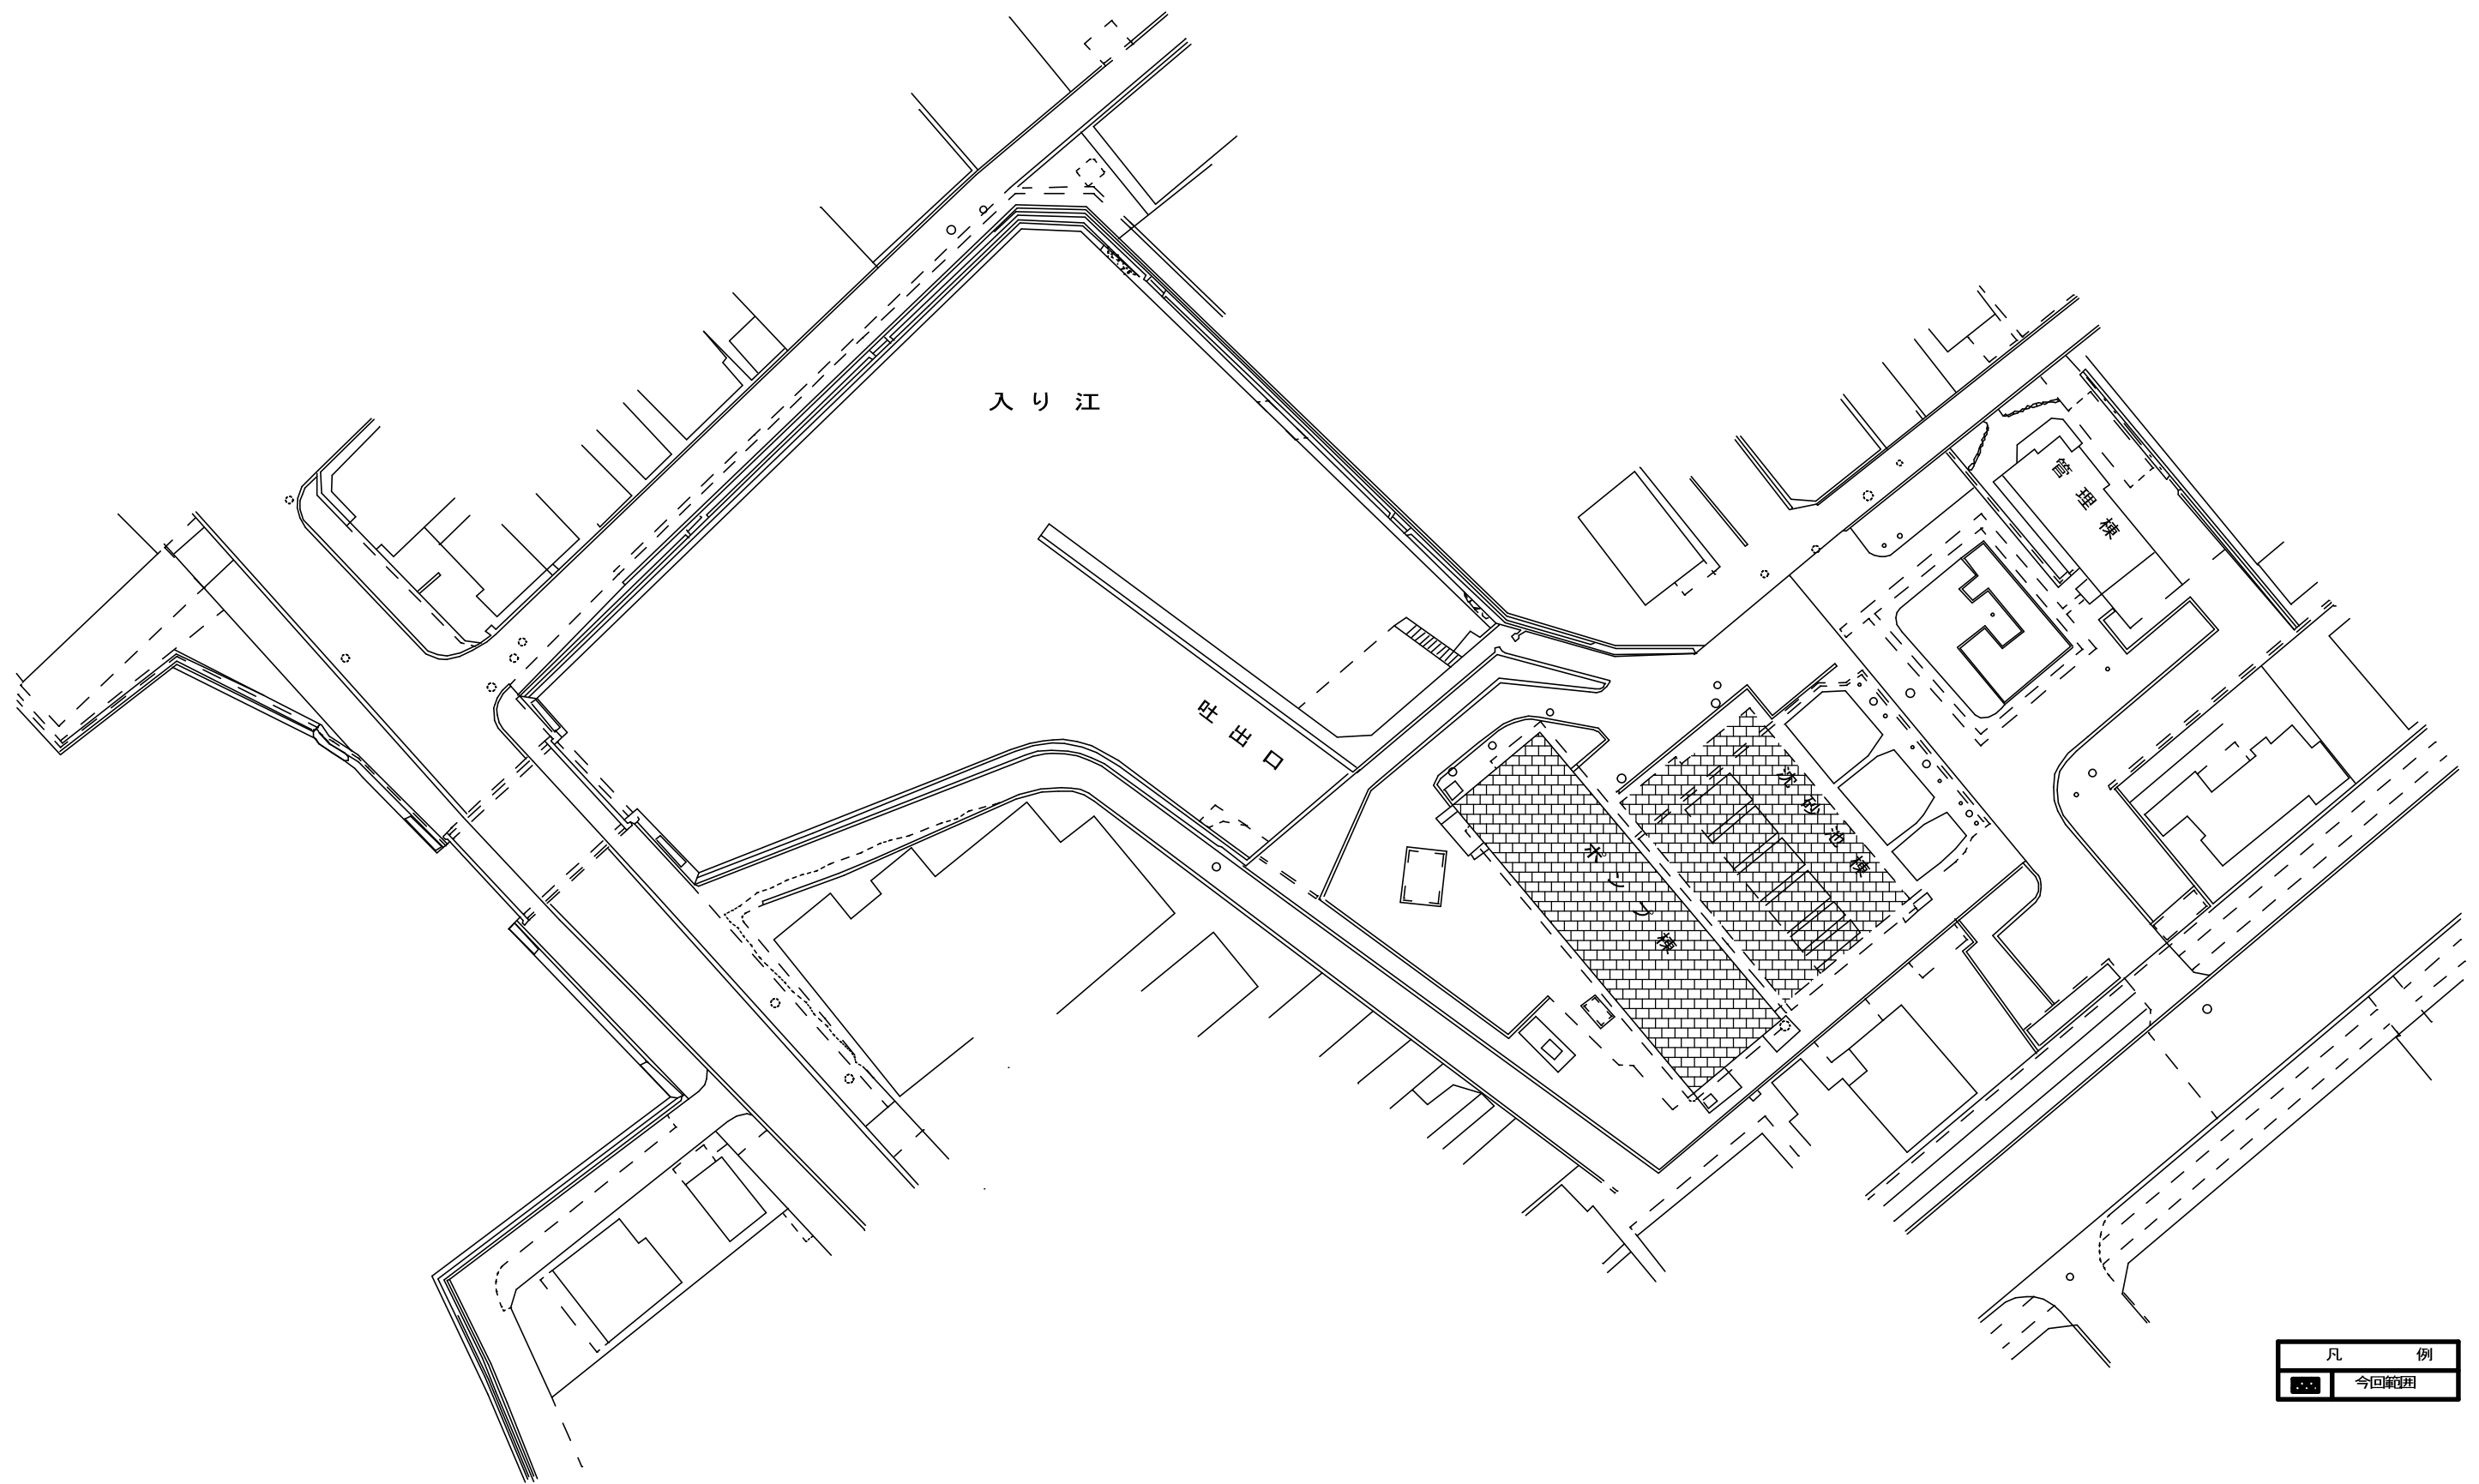 入り江
管理棟
吐出口
沈砂池棟
ポンプ棟
凡例
今回範囲